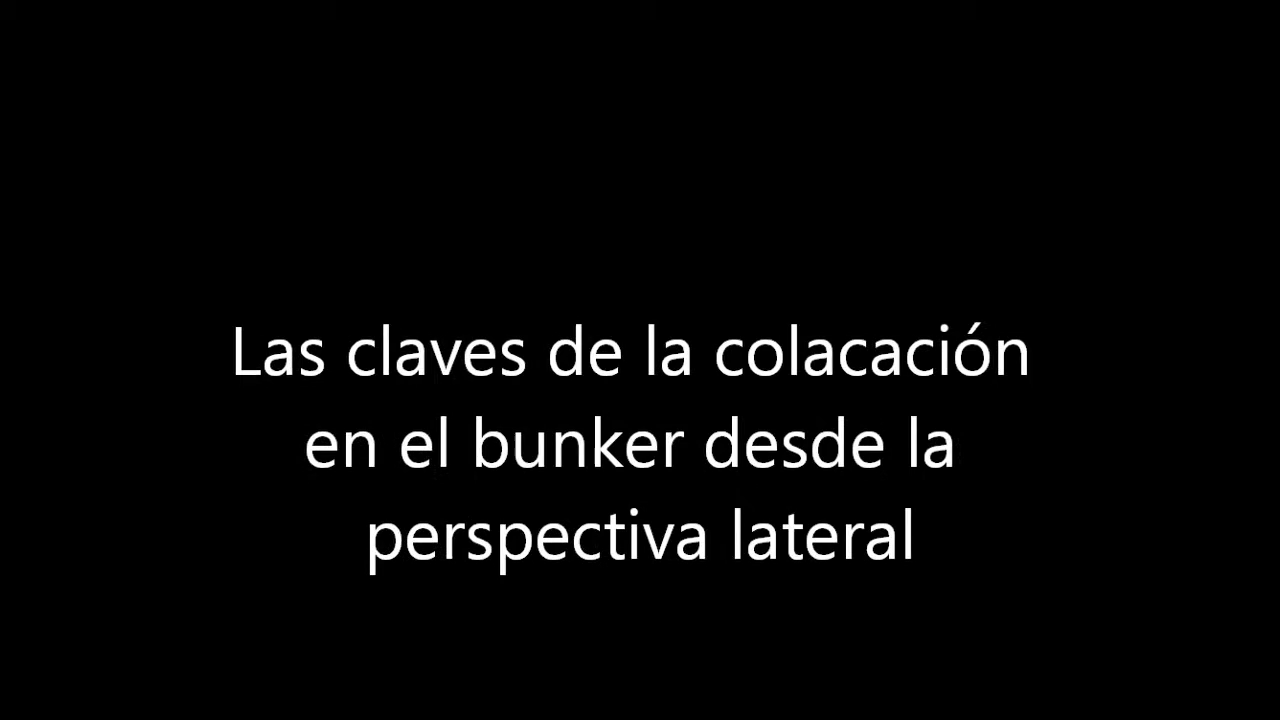 Las claves de la colacación
en el bunker desde la
perspectiva lateral